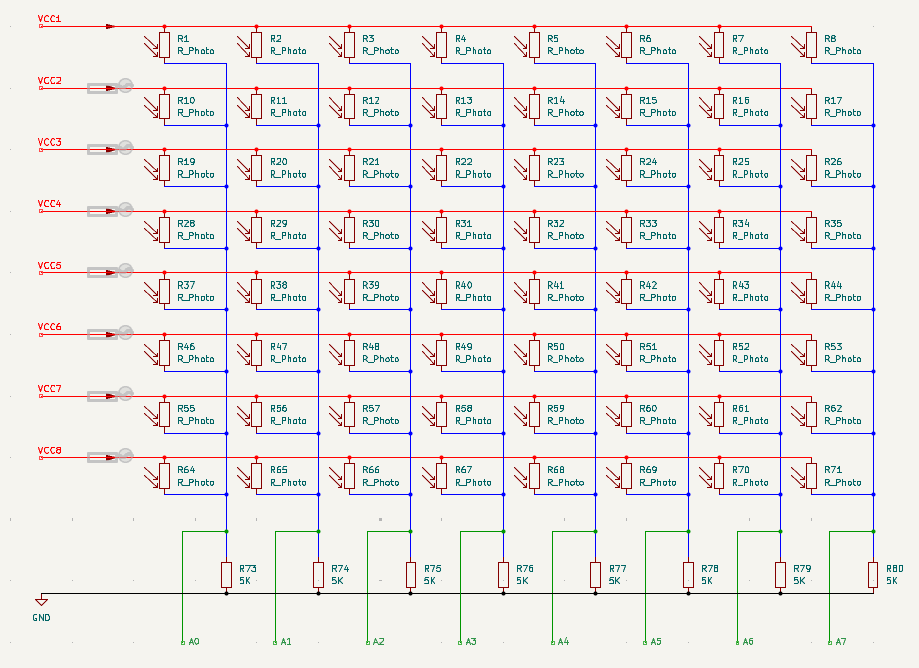 VCC1
R1 R2 R3 R4 R5 R6 R7 R8
R_Photo R_Photo R_Photo R_Photo R_Photo R_Photo R_Photo R_Photo
VCC2
R10 R11 R12 R13 R14 R15 R16 R17
R_Photo R_Photo R_Photo R_Photo R_Photo R_Photo R_Photo R_Photo
VCC3
R19 R20 R21 R22 R23 R24 R25 R26
R_Photo R_Photo R_Photo R_Photo R_Photo R_Photo R_Photo R_Photo
VCC4
R28 R29 R30 R31 R32 R33 R34 R35
R_Photo R_Photo R_Photo R_Photo R_Photo R_Photo R_Photo R_Photo
VCC5
R37 R38 R39 R40 R41 R42 R43 R44
R_Photo R_Photo R_Photo R_Photo R_Photo R_Photo R_Photo R_Photo
VCC6
R46 R47 R48 R49 R50 R51 R52 R53
R_Photo R_Photo R_Photo R_Photo R_Photo R_Photo R_Photo R_Photo
VCC7
R55 R56 R57 R58 R59 R60 R61 R62
R_Photo R_Photo R_Photo R_Photo R_Photo R_Photo R_Photo R_Photo
VCC8
R64 R65 R66 R67 R68 R69 R70 R71
R_Photo R_Photo R_Photo R_Photo R_Photo R_Photo R_Photo R_Photo
R73 R74 R75 R76 R77 R78 R79 R80
5K 5K 5K 5K 5K 5K 5K 5K
GND
A0 A1 A2 A3 A4 A5 A6 A7